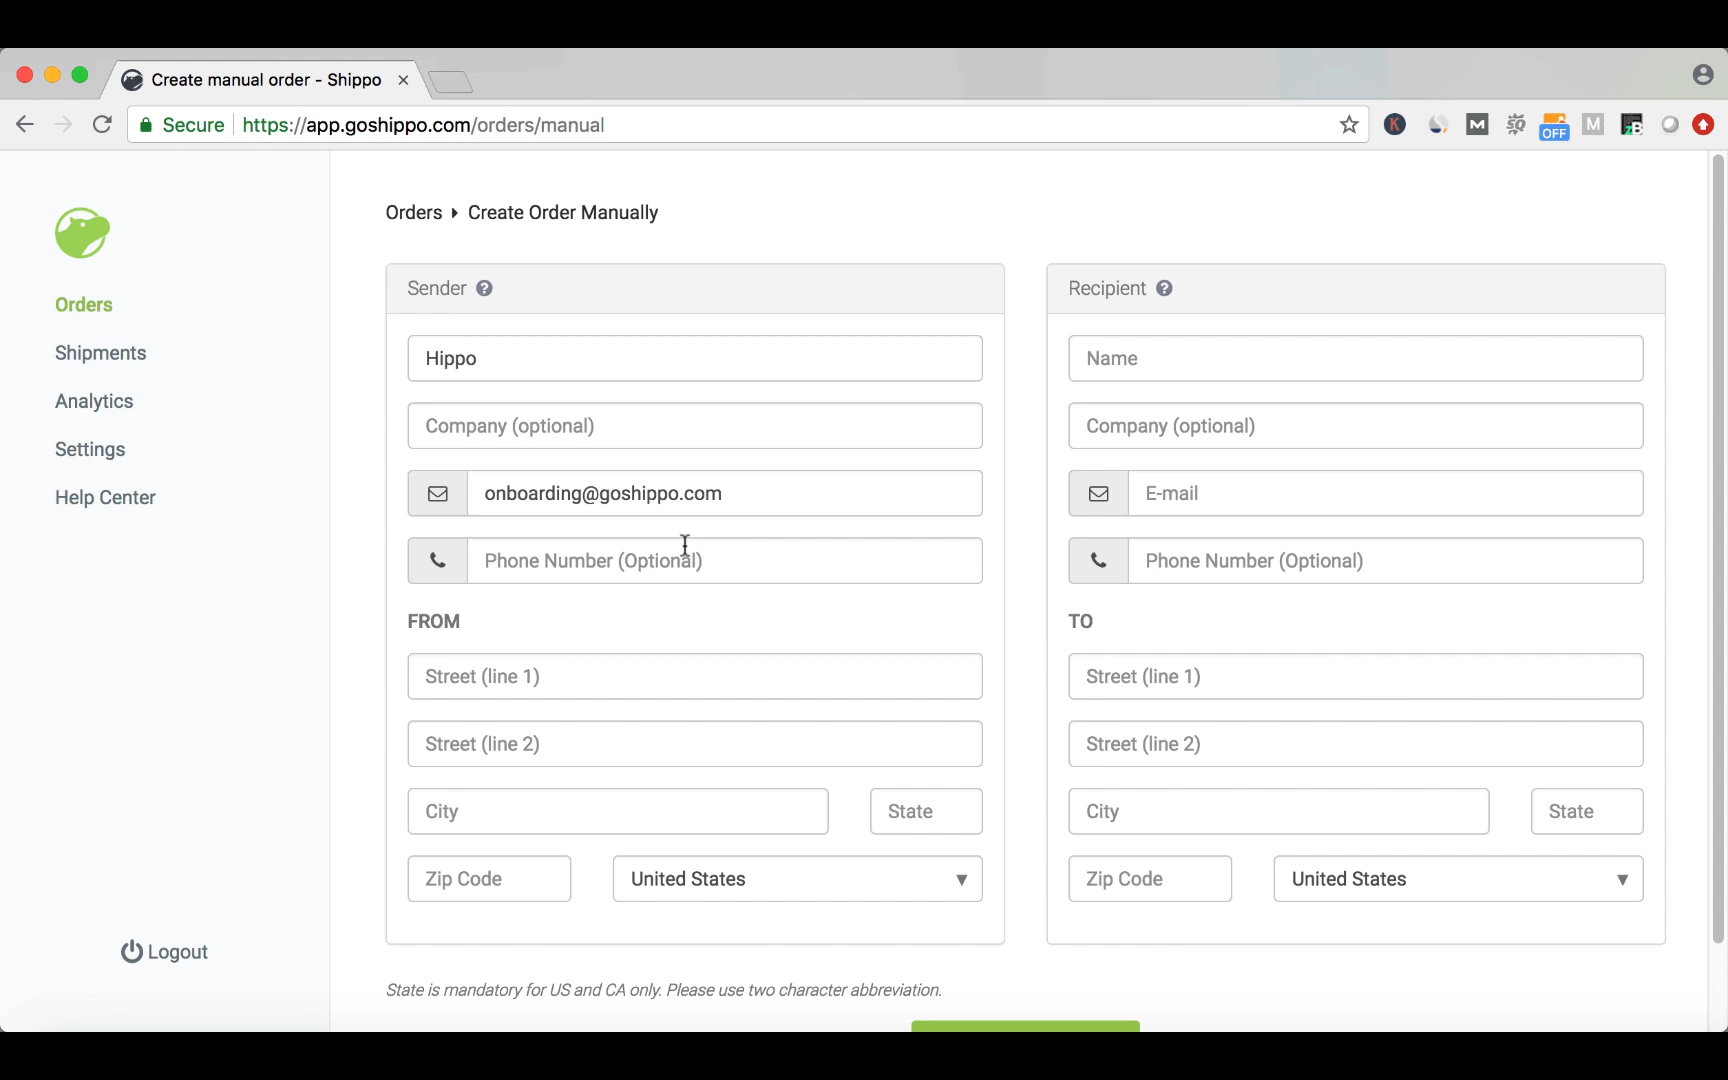 Create manual order - Shippo
Secure https://app.goshippo.com/orders/manual
K M SQ OFF M zB
Orders
Shipments
Analytics
Settings
Help Center
Logout
Orders Create Order Manually
Sender ?
Hippo
Company (optional)
onboarding@goshippo.com
Phone Number (Optional)
FROM
Street (line 1)
Street (line 2)
City State
Zip Code United States
Recipient ?
Name
Company (optional)
E-mail
Phone Number (Optional)
TO
Street (line 1)
Street (line 2)
City State
Zip Code United States
State is mandatory for US and CA only. Please use two character abbreviation.